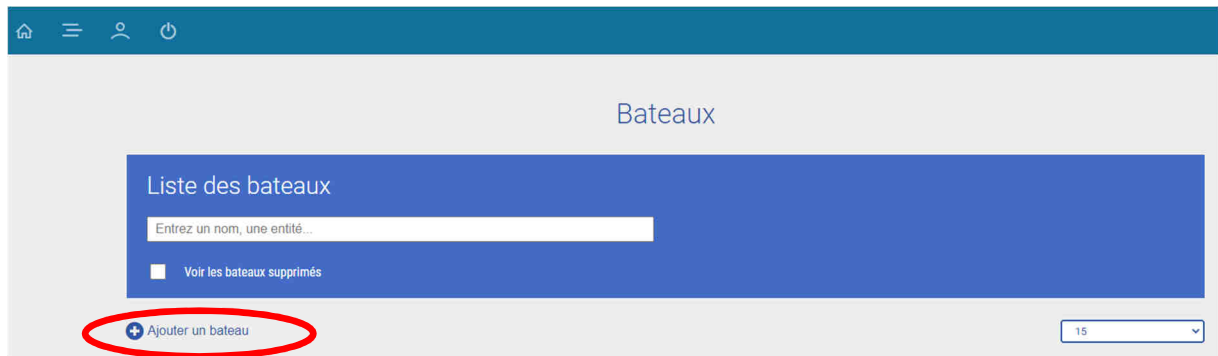 Bateaux
Liste des bateaux
Entrez un nom, une entité...
Voir les bateaux supprimés
Ajouter un bateau
15